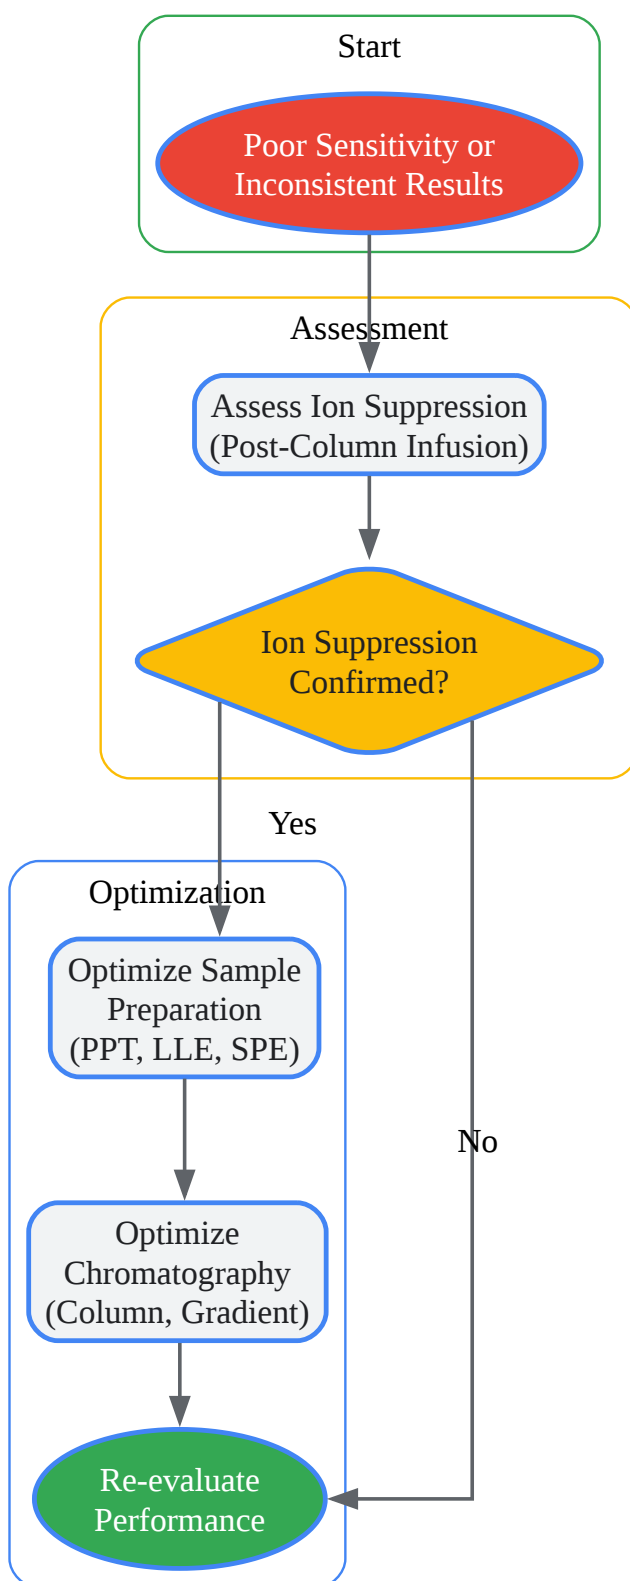 Start
Poor Sensitivity or
Inconsistent Results
Assessment
Assess Ion Suppression
(Post-Column Infusion)
Ion Suppression
Confirmed?
Yes
Optimization
Optimize Sample
Preparation
(PPT, LLE, SPE)
No
Optimize
Chromatography
(Column, Gradient)
Re-evaluate
Performance